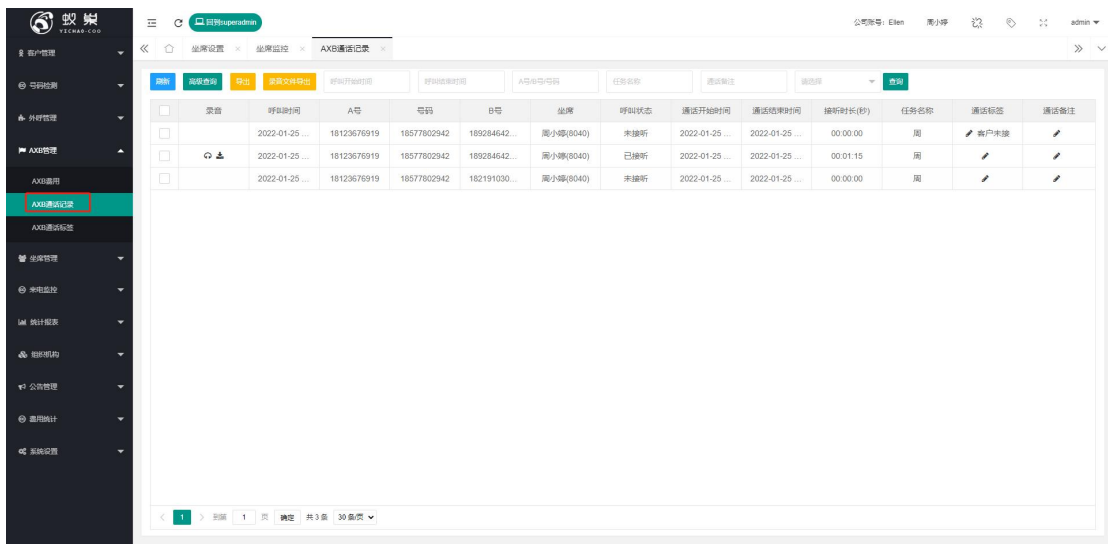 蚁巢
YICHAO-COO
回到superadmin
公司账号: Ellen 周小婷 admin
坐席设置 × 坐席监控 × AXB通话记录 ×
客户管理
号码检测
外呼管理
AXB管理
AXB费用
AXB通话记录
AXB通话标签
坐席管理
来电监控
统计报表
组织机构
公告管理
费用统计
系统设置
刷新 高级查询 导出 录音文件导出 呼叫开始时间 呼叫结束时间 A号/B号/号码 任务名称 通话备注 请选择 查询
录音 呼叫时间 A号 号码 B号 坐席 呼叫状态 通话开始时间 通话结束时间 接听时长(秒) 任务名称 通话标签 通话备注
2022-01-25 ... 18123676919 18577802942 189284642... 周小婷(8040) 未接听 2022-01-25 ... 2022-01-25 ... 00:00:00 周 客户未接
2022-01-25 ... 18123676919 18577802942 189284642... 周小婷(8040) 已接听 2022-01-25 ... 2022-01-25 ... 00:01:15 周
2022-01-25 ... 18123676919 18577802942 182191030... 周小婷(8040) 未接听 2022-01-25 ... 2022-01-25 ... 00:00:00 周
1 到第 1 页 确定 共 3 条 30 条/页